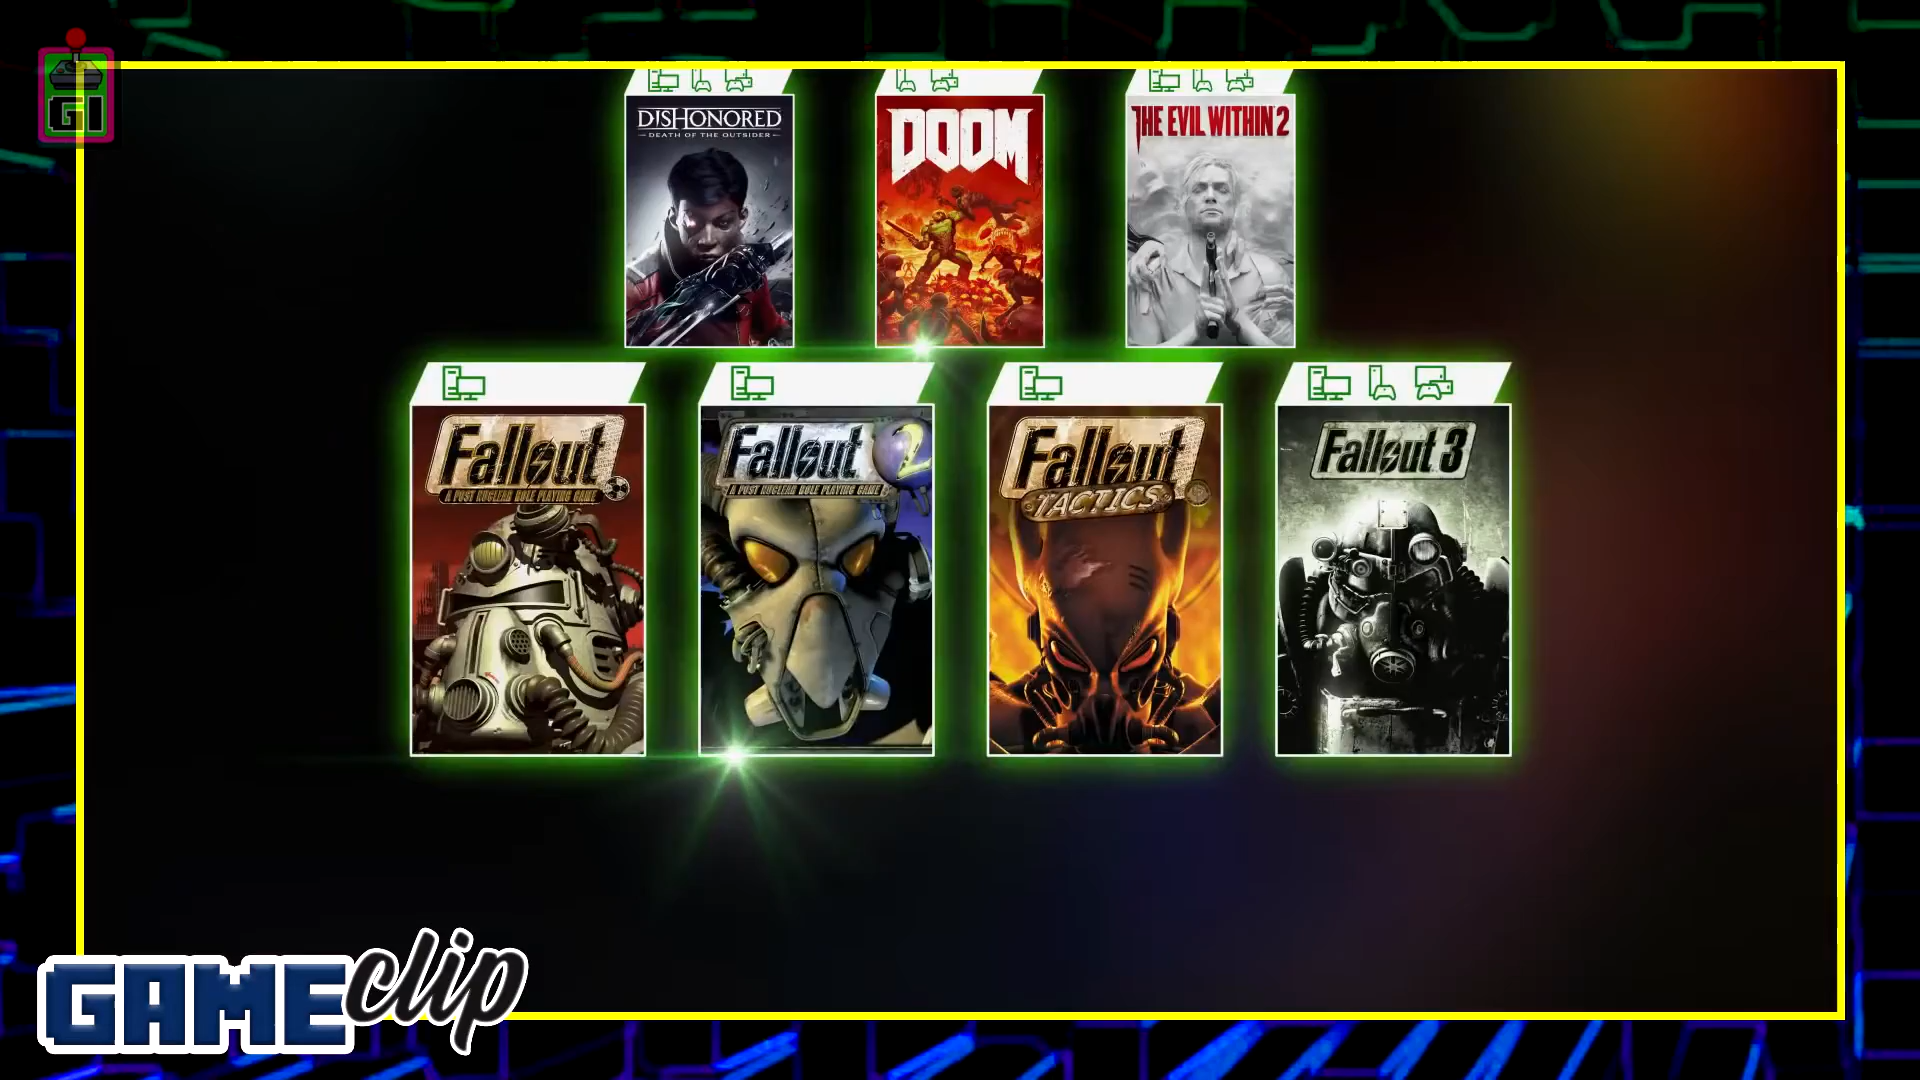 GI
DISHONORED
DEATH OF THE OUTSIDER
DOOM
THE EVIL WITHIN 2
Fallout
A POST NUCLEAR ROLE PLAYING GAME
Fallout 2
A POST NUCLEAR ROLE PLAYING GAME
Fallout
TACTICS
Fallout 3
GAME clip